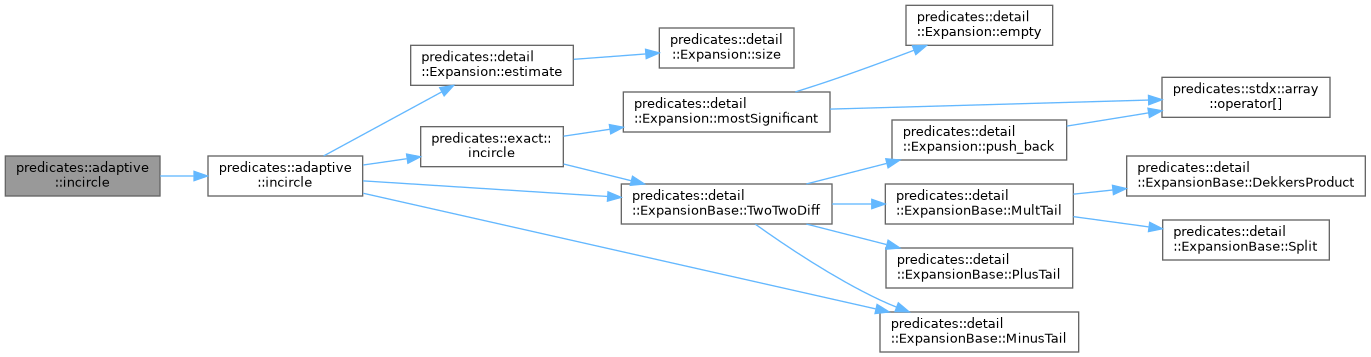 predicates::adaptive
::incircle
predicates::adaptive
::incircle
predicates::detail
::Expansion::estimate
predicates::exact::
incircle
predicates::detail
::Expansion::size
predicates::detail
::Expansion::mostSignificant
predicates::detail
::ExpansionBase::TwoTwoDiff
predicates::detail
::Expansion::empty
predicates::detail
::Expansion::push_back
predicates::detail
::ExpansionBase::MultTail
predicates::detail
::ExpansionBase::PlusTail
predicates::detail
::ExpansionBase::MinusTail
predicates::stdx::array
::operator[]
predicates::detail
::ExpansionBase::DekkersProduct
predicates::detail
::ExpansionBase::Split